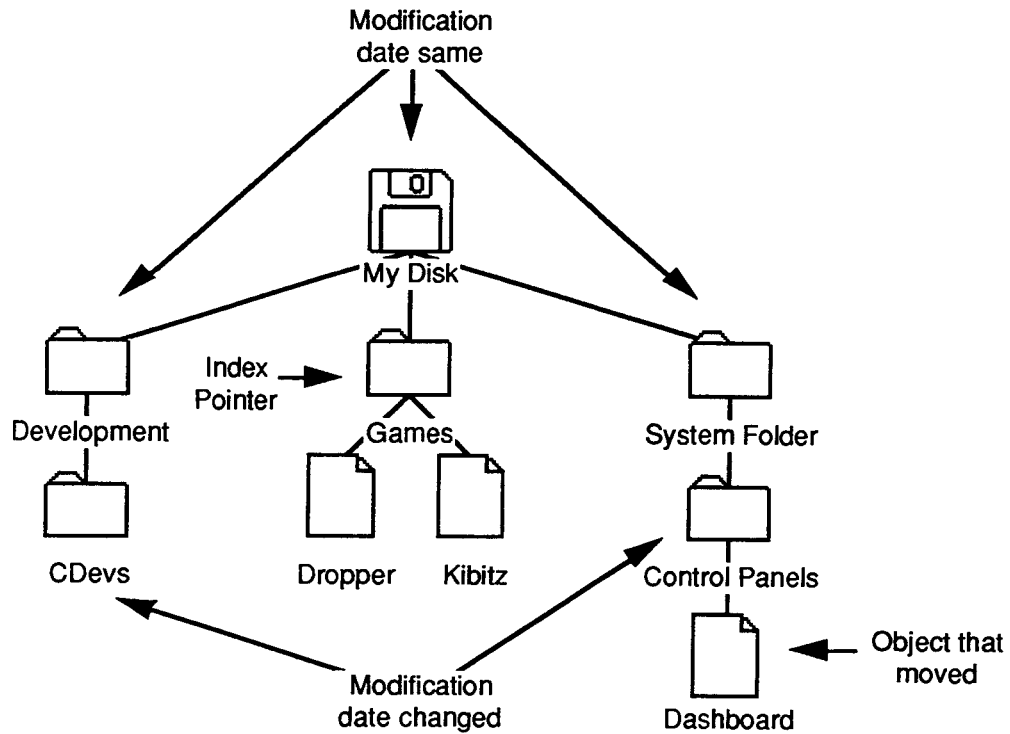 Modification
date same
My Disk
Index
Pointer
Development
Games
System Folder
CDevs
Dropper
Kibitz
Control Panels
Object that
moved
Modification
date changed
Dashboard